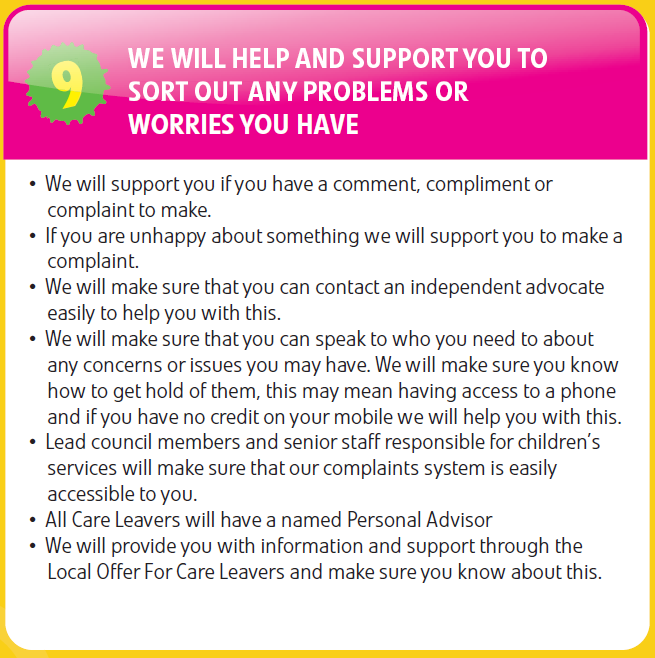 9
WE WILL HELP AND SUPPORT YOU TO
SORT OUT ANY PROBLEMS OR
WORRIES YOU HAVE
• We will support you if you have a comment, compliment or
complaint to make.
• If you are unhappy about something we will support you to make a
complaint.
• We will make sure that you can contact an independent advocate
easily to help you with this.
• We will make sure that you can speak to who you need to about
any concerns or issues you may have. We will make sure you know
how to get hold of them, this may mean having access to a phone
and if you have no credit on your mobile we will help you with this.
• Lead council members and senior staff responsible for children's
services will make sure that our complaints system is easily
accessible to you.
• All Care Leavers will have a named Personal Advisor
• We will provide you with information and support through the
Local Offer For Care Leavers and make sure you know about this.